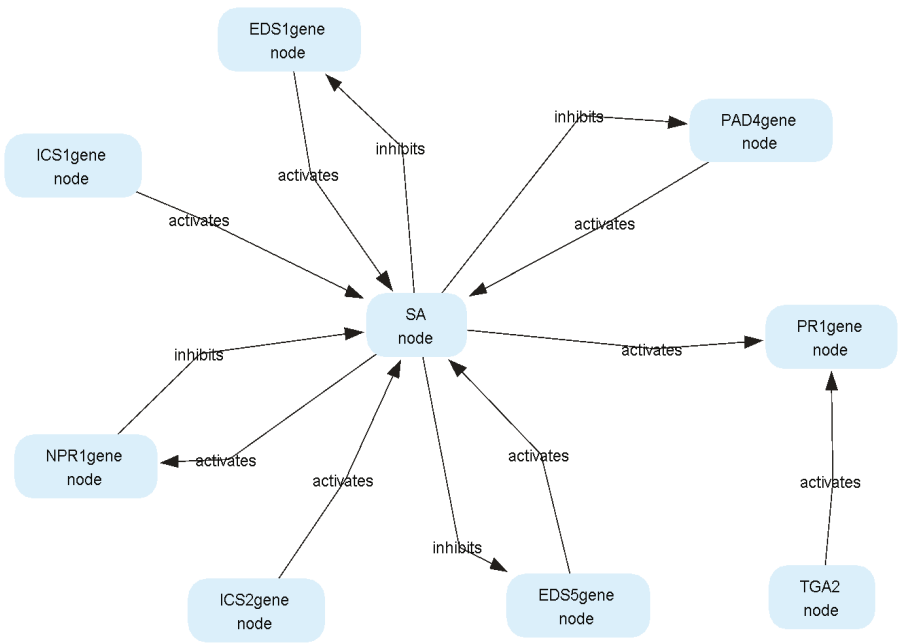 EDS1gene
node
inhibits
PAD4gene
node
ICS1gene
node
inhibits
activates
activates
activates
SA
node
PR1gene
node
inhibits
activates
NPR1gene
node
activates
activates
activates
activates
inhibits
ICS2gene
node
EDS5gene
node
TGA2
node